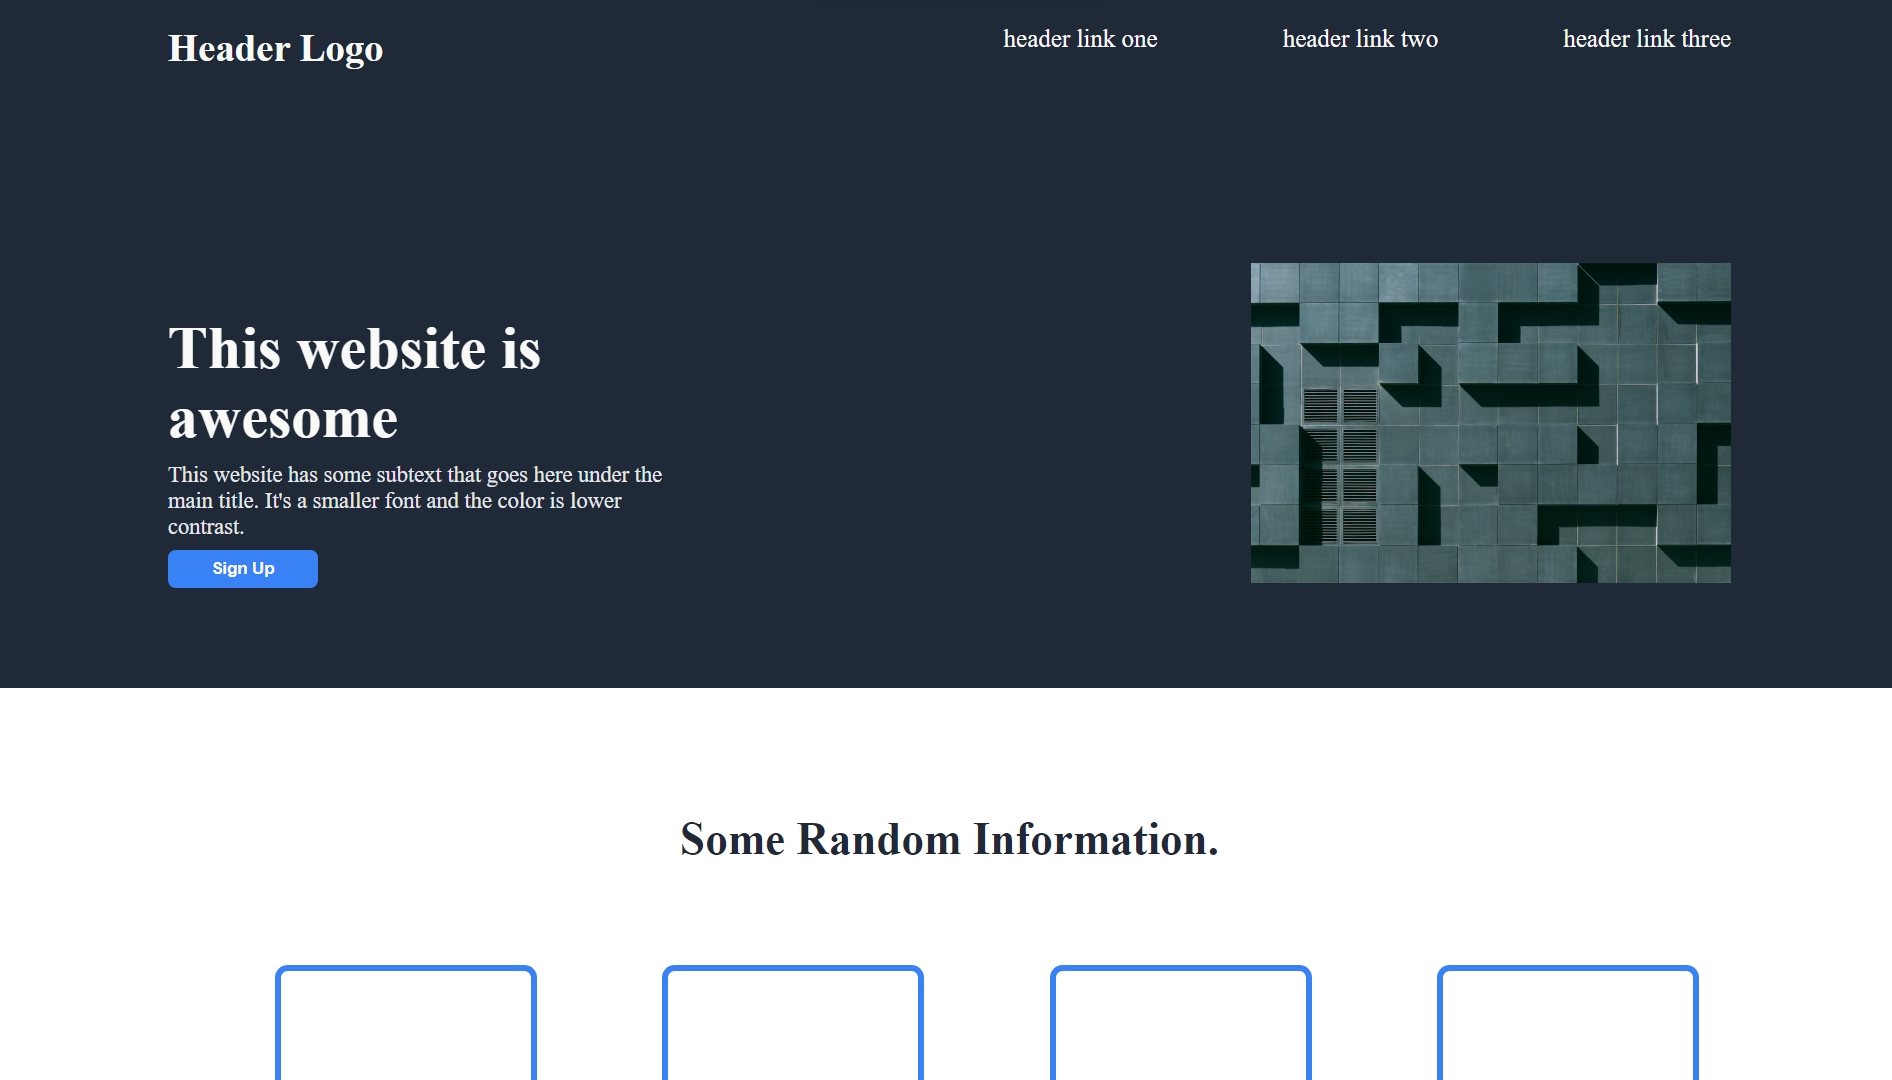 Header Logo
header link one
header link two
header link three
This website is
awesome
This website has some subtext that goes here under the
main title. It's a smaller font and the color is lower
contrast.
Sign Up
Some Random Information.